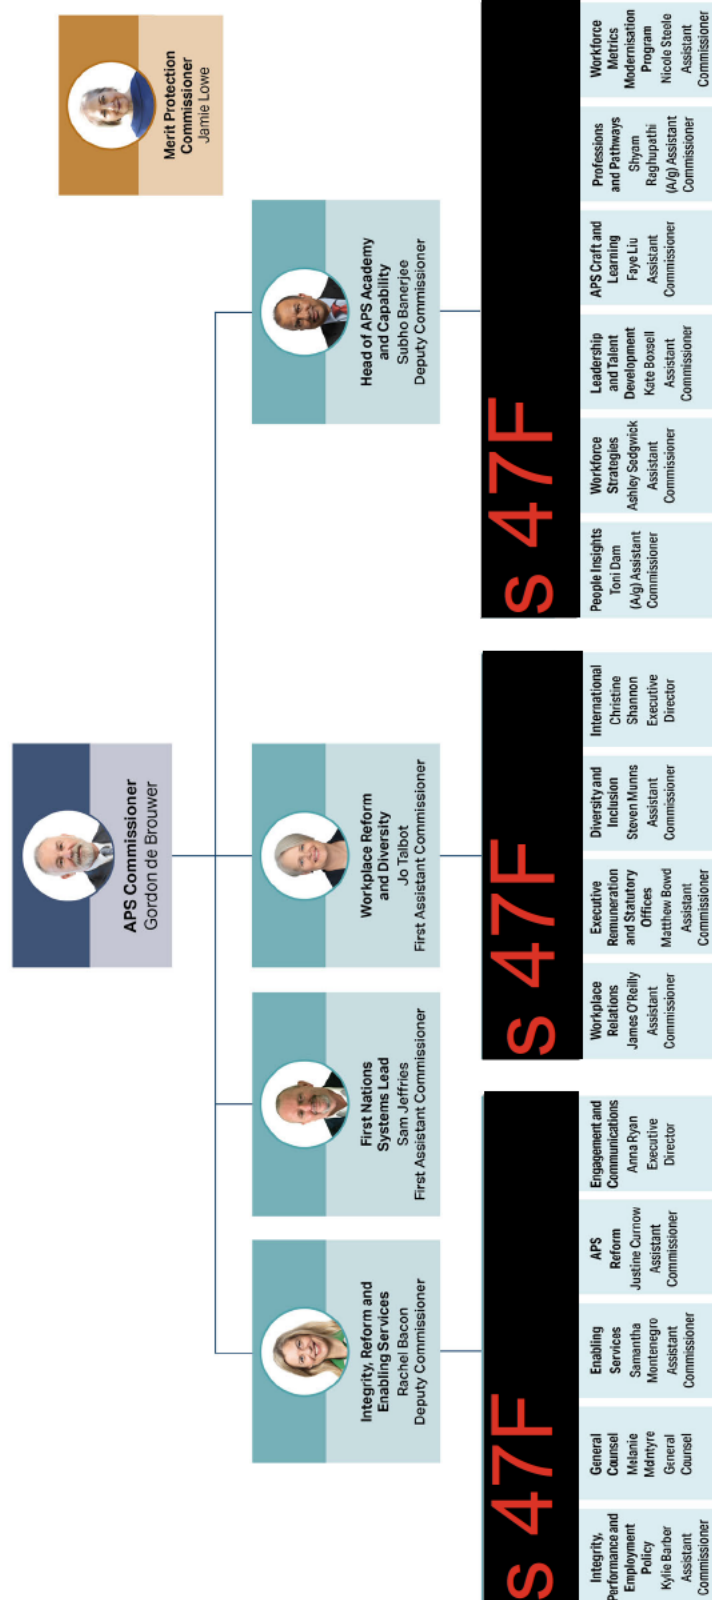 APS Commissioner
Gordon de Brouwer
Merit Protection
Commissioner
Jamie Lowe
Integrity, Reform and
Enabling Services
Rachel Bacon
Deputy Commissioner
First Nations
Systems Lead
Sam Jeffries
First Assistant Commissioner
Workplace Reform
and Diversity
Jo Talbot
First Assistant Commissioner
Head of APS Academy
and Capability
Subho Banerjee
Deputy Commissioner
s 47F
s 47F
s 47F
Integrity,
Performance and
Employment
Policy
Kylie Barber
Assistant
Commissioner
General
Counsel
Melanie
McIntyre
General
Counsel
Enabling
Services
Samantha
Montenegro
Assistant
Commissioner
APS
Reform
Justine Curnow
Assistant
Commissioner
Engagement and
Communications
Anna Ryan
Executive
Director
Workplace
Relations
James O'Reilly
Assistant
Commissioner
Executive
Remuneration
and Statutory
Offices
Matthew Bowd
Assistant
Commissioner
Diversity and
Inclusion
Steven Munns
Assistant
Commissioner
International
Christine
Shannon
Executive
Director
People Insights
Toni Dam
(A/g) Assistant
Commissioner
Workforce
Strategies
Ashley Sedgwick
Assistant
Commissioner
Leadership
and Talent
Development
Kate Boxsell
Assistant
Commissioner
APS Craft and
Learning
Faye Liu
Assistant
Commissioner
Professions
and Pathways
Shyam
Raghupathi
(A/g) Assistant
Commissioner
Workforce
Metrics
Modernisation
Program
Nicole Steele
Assistant
Commissioner